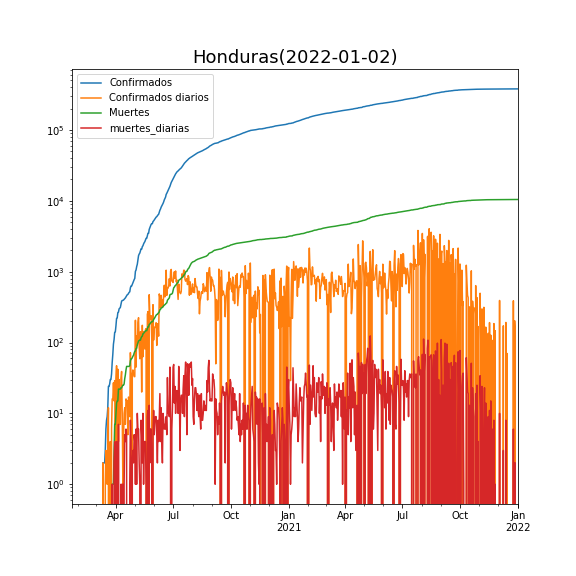 Honduras(2022-01-02)
Confirmados
Confirmados diarios
Muertes
muertes_diarias
10^5
10^4
10^3
10^2
10^1
10^0
Apr Jul Oct Jan Apr Jul Oct Jan
2021 2022